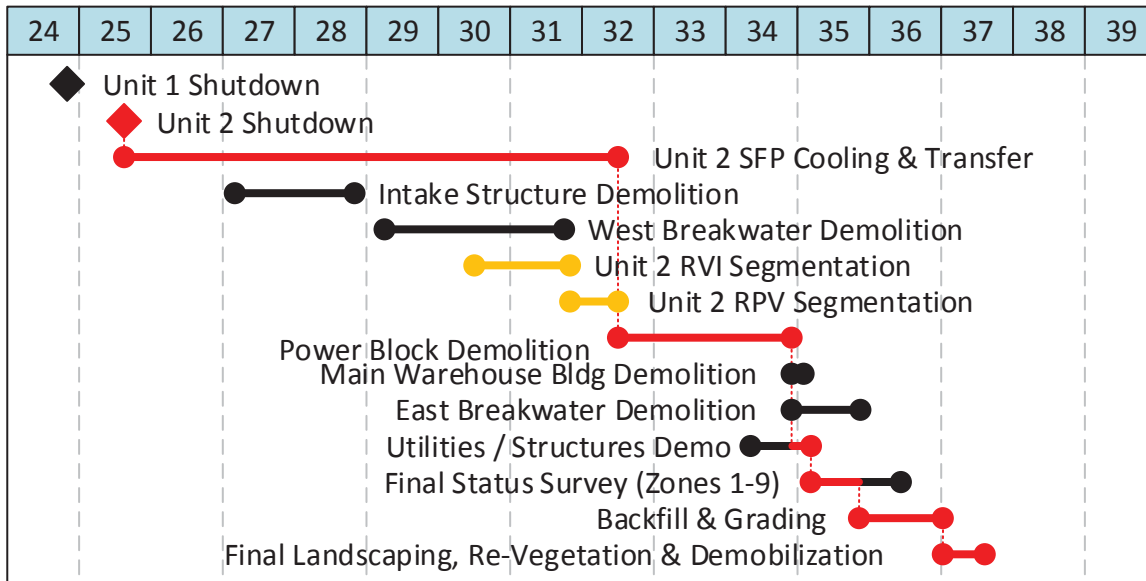 24 25 26 27 28 29 30 31 32 33 34 35 36 37 38 39
Unit 1 Shutdown
Unit 2 Shutdown
Unit 2 SFP Cooling & Transfer
Intake Structure Demolition
West Breakwater Demolition
Unit 2 RVI Segmentation
Unit 2 RPV Segmentation
Power Block Demolition
Main Warehouse Bldg Demolition
East Breakwater Demolition
Utilities / Structures Demo
Final Status Survey (Zones 1-9)
Backfill & Grading
Final Landscaping, Re-Vegetation & Demobilization